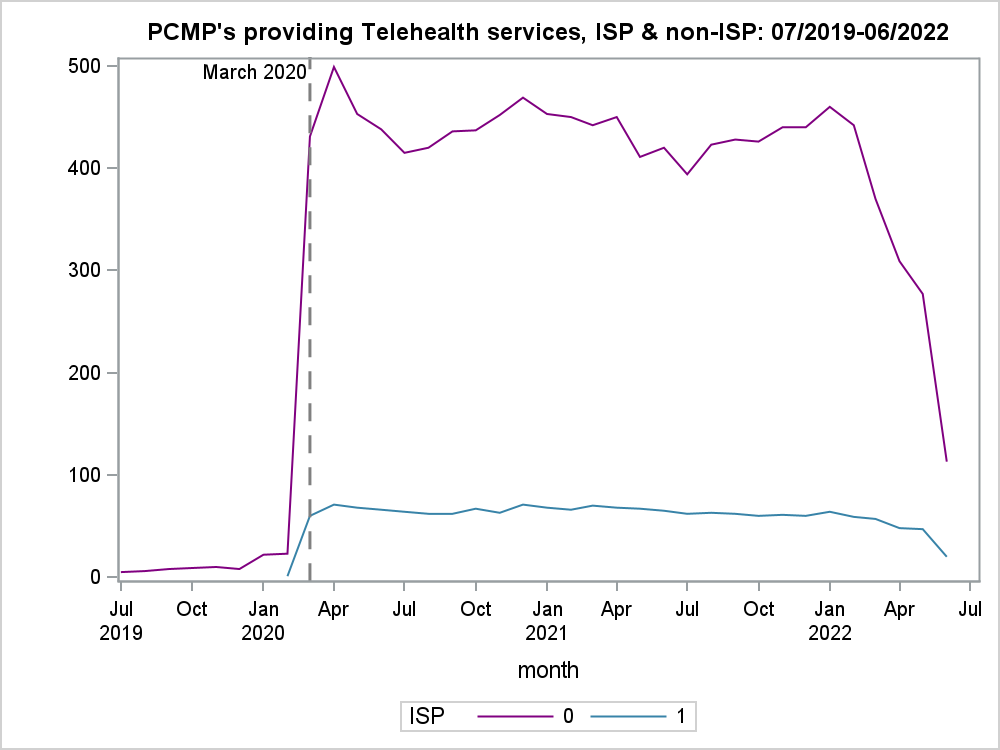 PCMP's providing Telehealth services, ISP & non-ISP: 07/2019-06/2022
March 2020
500
400
300
200
100
0
Jul Oct Jan Apr Jul Oct Jan Apr Jul Oct Jan Apr Jul
2019 2020 2021 2022
month
ISP 0 1